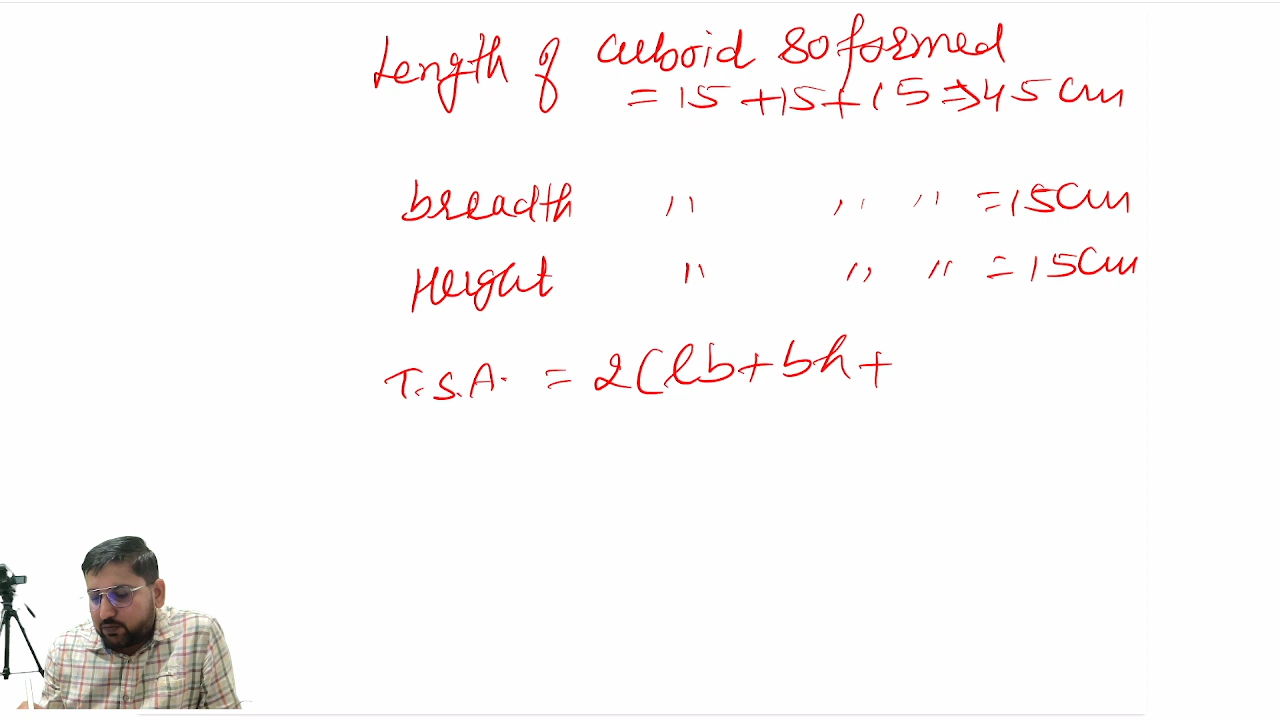 Length of cuboid so formed
= 15 + 15 + 15 ⇒ 45 cm
breadth " " " = 15 cm
Height " " " = 15 cm
T.S.A. = 2(lb + bh +